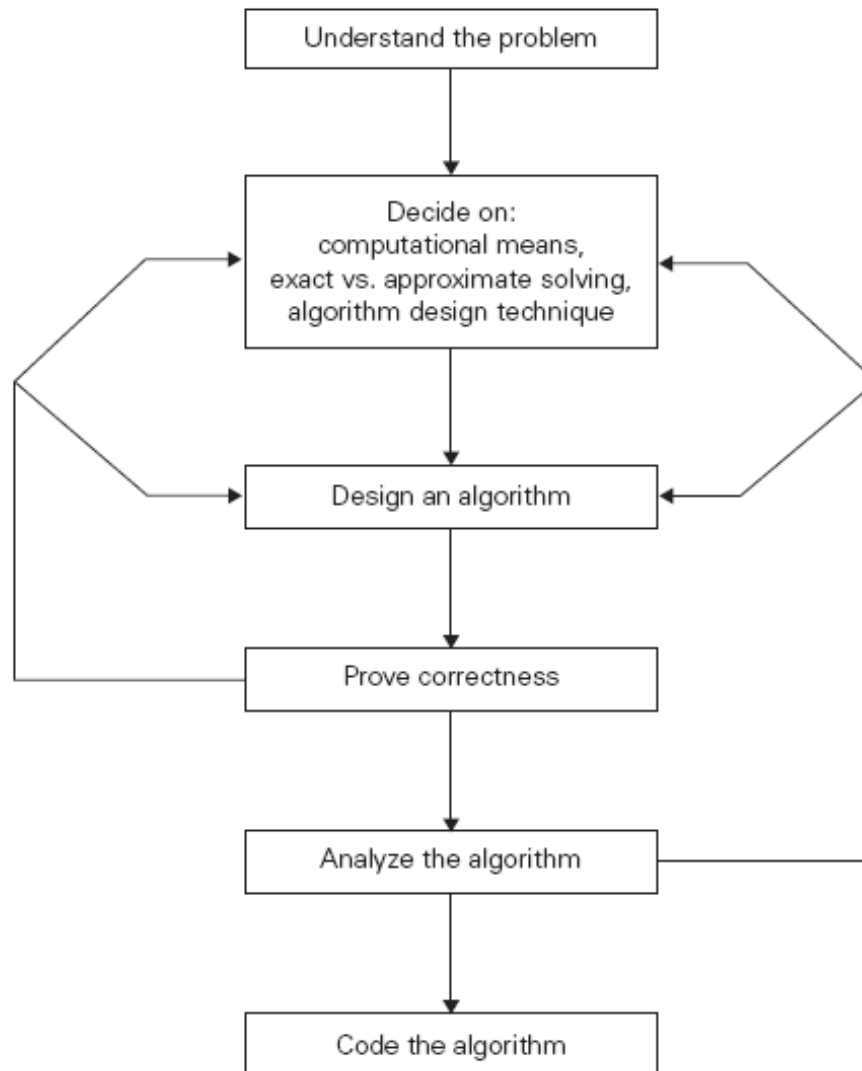 Understand the problem
Decide on:
computational means,
exact vs. approximate solving,
algorithm design technique
Design an algorithm
Prove correctness
Analyze the algorithm
Code the algorithm